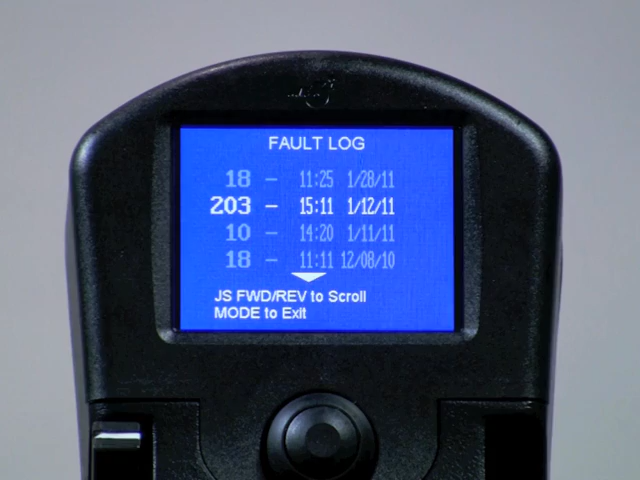 FAULT LOG
18 - 11:25 1/28/11
203 - 15:11 1/12/11
10 - 14:20 1/11/11
18 - 11:11 12/08/10
JS FWD/REV to Scroll
MODE to Exit